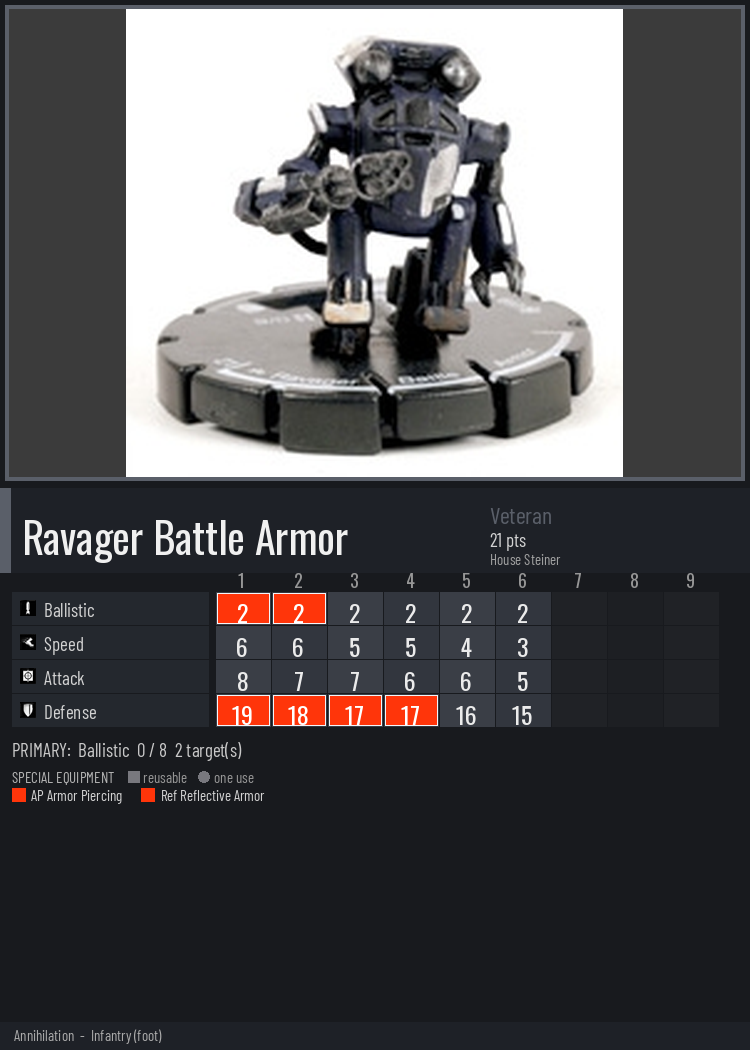 Ravager
Ravager Battle Armor
Veteran
21 pts
House Steiner
1 2 3 4 5 6 7 8 9
Ballistic 2 2 2 2 2 2
Speed 6 6 5 5 4 3
Attack 8 7 7 6 6 5
Defense 19 18 17 17 16 15
PRIMARY: Ballistic 0 / 8 2 target(s)
SPECIAL EQUIPMENT reusable one use
AP Armor Piercing Ref Reflective Armor
Annihilation - Infantry (foot)